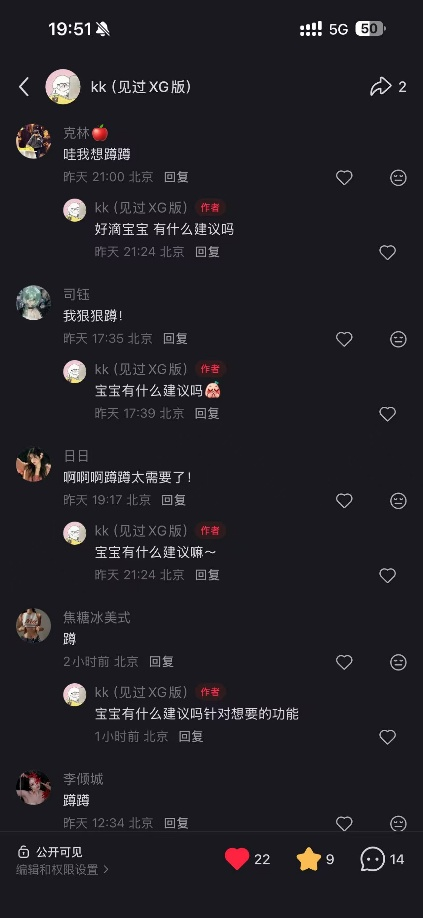 19:51
5G
50
kk (见过XG版)
2
克林🍎
哇我想蹲蹲
昨天 21:00 北京 回复
kk (见过XG版) 作者
好滴宝宝 有什么建议吗
昨天 21:24 北京 回复
司钰
我狠狠蹲！
昨天 17:35 北京 回复
kk (见过XG版) 作者
宝宝有什么建议吗
昨天 17:39 北京 回复
日日
啊啊啊蹲蹲太需要了！
昨天 19:17 北京 回复
kk (见过XG版) 作者
宝宝有什么建议嘛～
昨天 21:24 北京 回复
焦糖冰美式
蹲
2小时前 北京 回复
kk (见过XG版) 作者
宝宝有什么建议吗针对想要的功能
1小时前 北京 回复
李倾城
蹲蹲
昨天 12:34 北京 回复
公开可见
编辑和权限设置
22
9
14